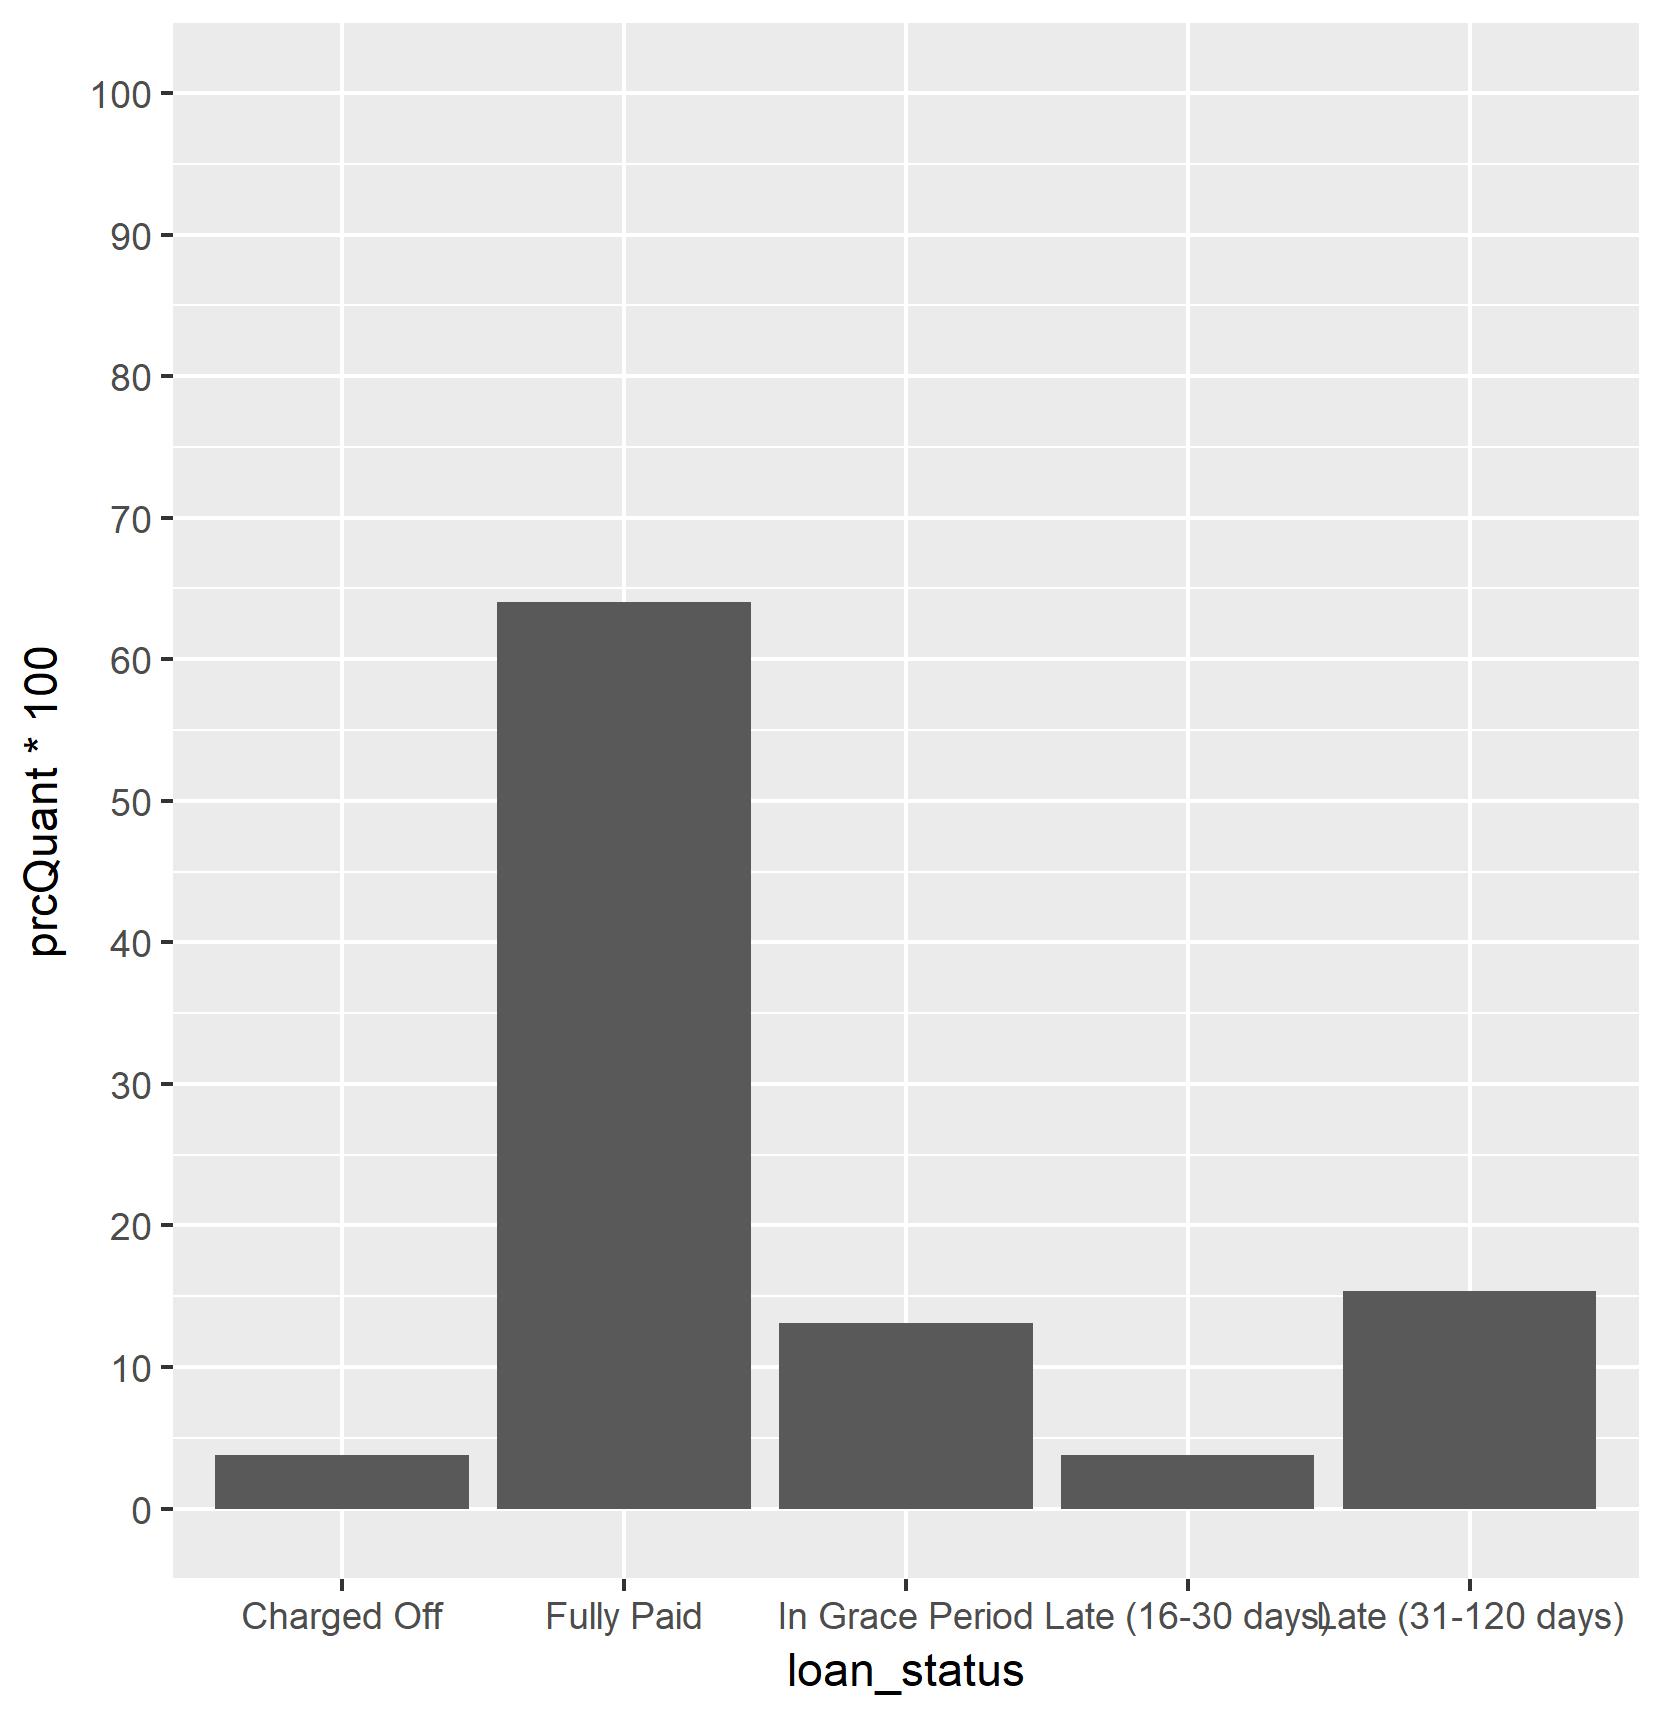 prcQuant * 100
100
90
80
70
60
50
40
30
20
10
0
Charged Off
Fully Paid
In Grace Period
Late (16-30 days)
Late (31-120 days)
loan_status